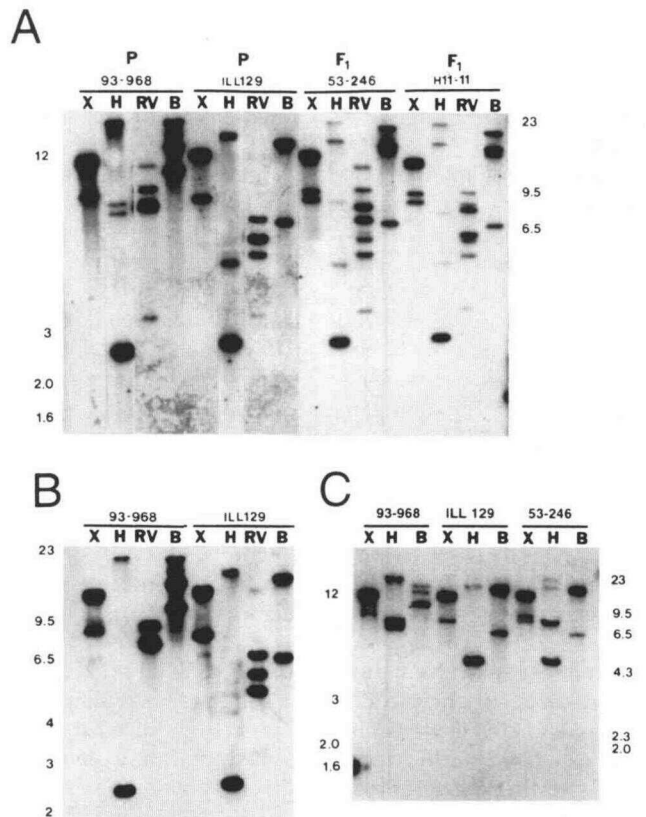 A
P P F₁ F₁
93-968 ILL129 53-246 H11-11
X H RV B X H RV B X H RV B X H RV B
23
12
9.5
6.5
3
2.0
1.6
B
93-968 ILL129
X H RV B X H RV B
23
9.5
6.5
4
3
2
C
93-968 ILL 129 53-246
X H B X H B X H B
12
3
2.0
1.6
23
9.5
6.5
4.3
2.3
2.0